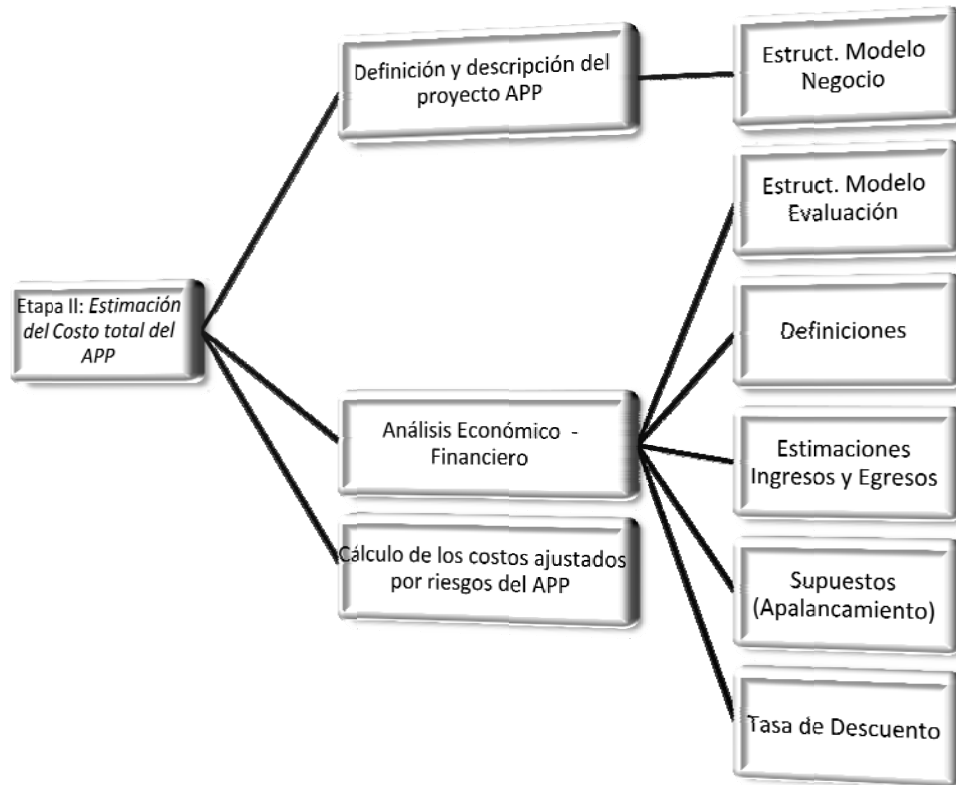 Etapa II: Estimación
del Costo total del
APP
Definición y descripción del
proyecto APP
Análisis Económico -
Financiero
Cálculo de los costos ajustados
por riesgos del APP
Estruct. Modelo
Negocio
Estruct. Modelo
Evaluación
Definiciones
Estimaciones
Ingresos y Egresos
Supuestos
(Apalancamiento)
Tasa de Descuento